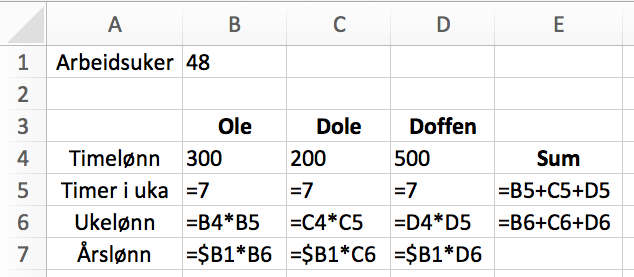 A B C D E
1 Arbeidsuker 48
2
3 Ole Dole Doffen
4 Timelønn 300 200 500 Sum
5 Timer i uka =7 =7 =7 =B5+C5+D5
6 Ukelønn =B4*B5 =C4*C5 =D4*D5 =B6+C6+D6
7 Årslønn =$B1*B6 =$B1*C6 =$B1*D6